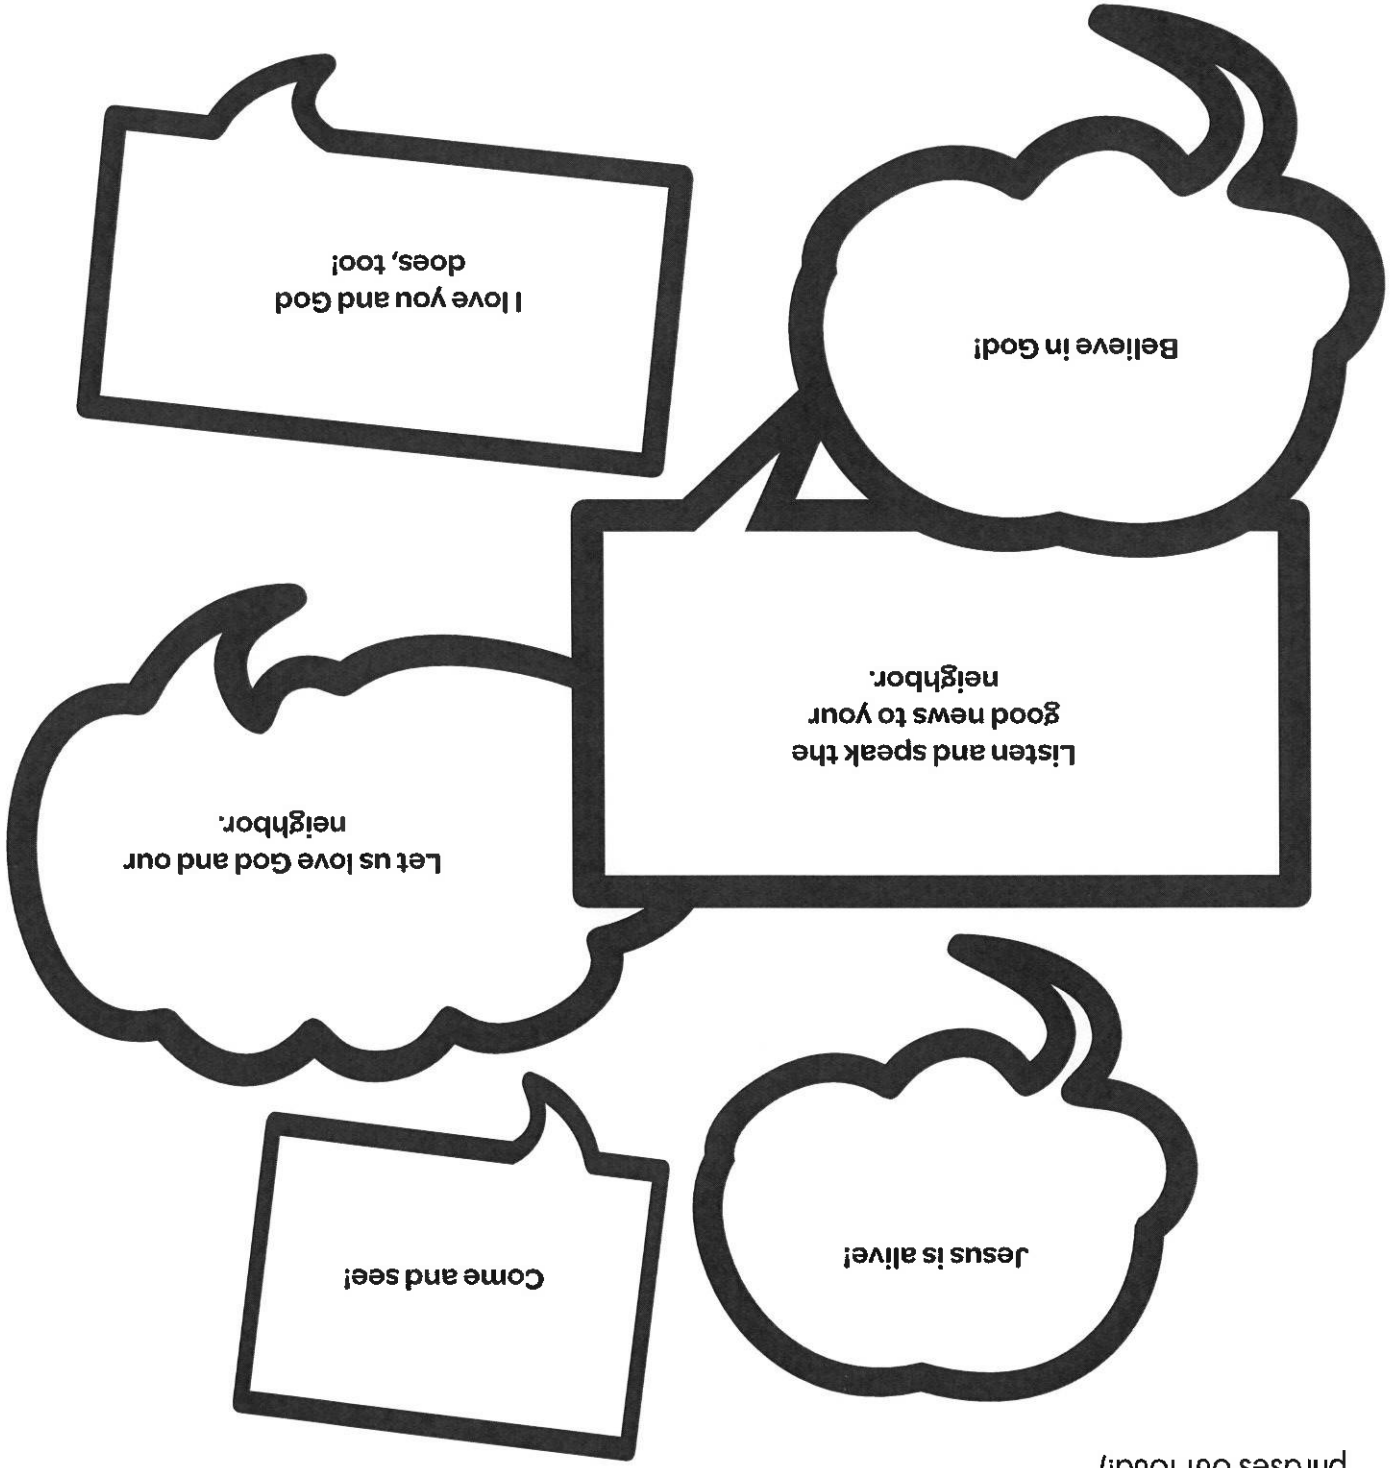 phrases out loud!)
Jesus is alive!
Come and see!
Listen and speak the
good news to your
neighbor.
Let us love God and our
neighbor.
Believe in God!
I love you and God
does, too!